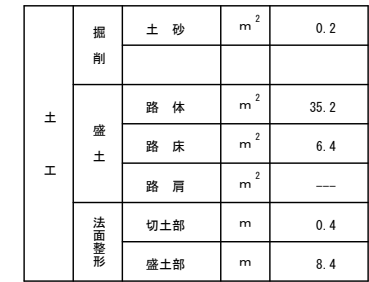 土工
掘削
土 砂 m² 0.2
盛土
路 体 m² 35.2
路 床 m² 6.4
路 肩 m² ---
法面整形
切土部 m 0.4
盛土部 m 8.4